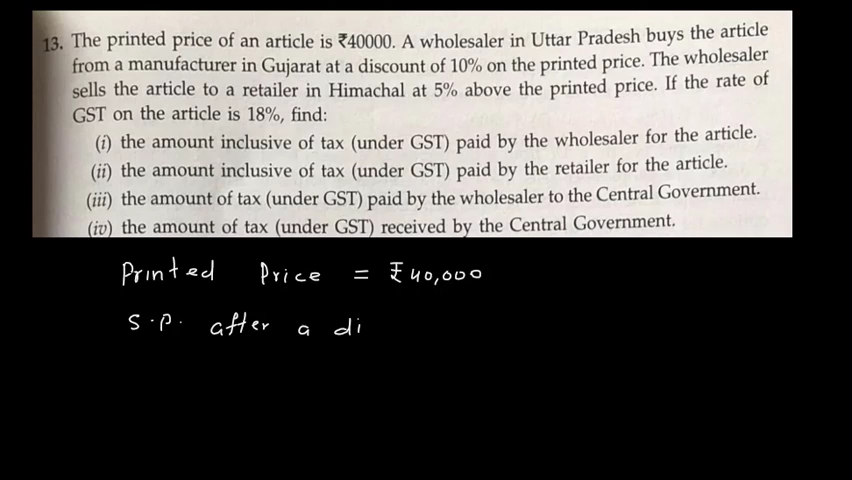 13. The printed price of an article is ₹40000. A wholesaler in Uttar Pradesh buys the article
from a manufacturer in Gujarat at a discount of 10% on the printed price. The wholesaler
sells the article to a retailer in Himachal at 5% above the printed price. If the rate of
GST on the article is 18%, find:
(i) the amount inclusive of tax (under GST) paid by the wholesaler for the article.
(ii) the amount inclusive of tax (under GST) paid by the retailer for the article.
(iii) the amount of tax (under GST) paid by the wholesaler to the Central Government.
(iv) the amount of tax (under GST) received by the Central Government.
Printed Price = ₹40,000
S.P. after a di